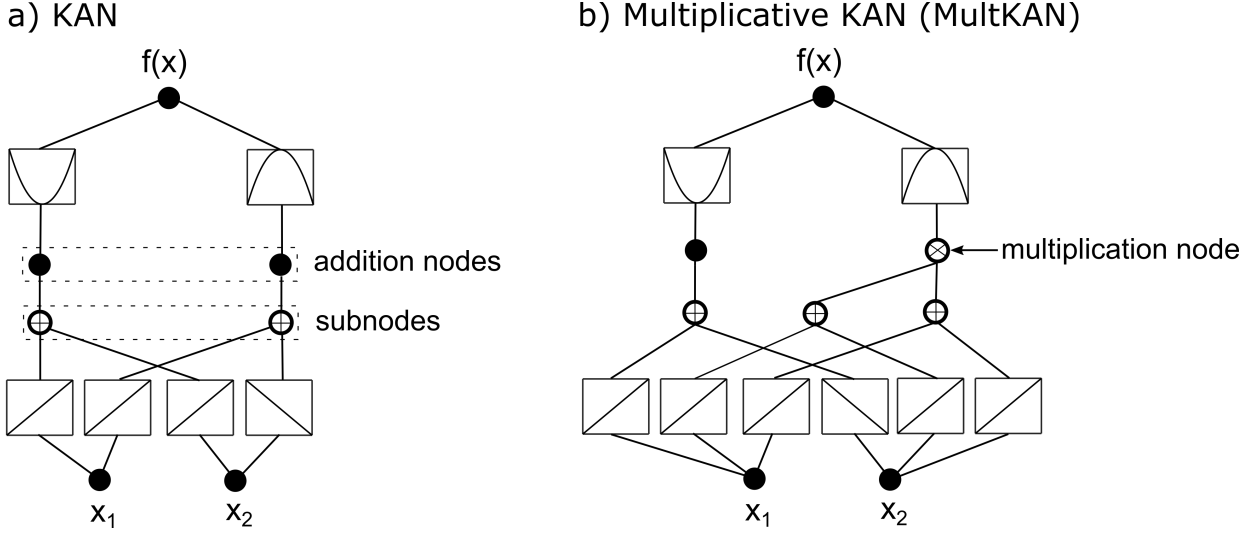 a) KAN
b) Multiplicative KAN (MultKAN)
f(x)
f(x)
addition nodes
multiplication node
subnodes
x₁
x₂
x₁
x₂